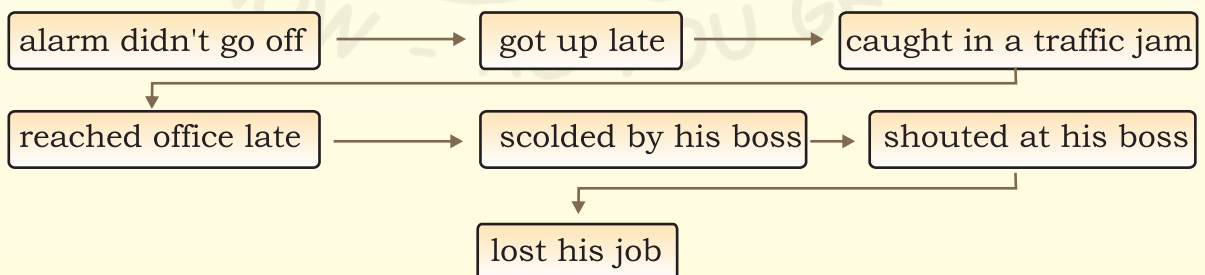 alarm didn't go off
got up late
caught in a traffic jam
reached office late
scolded by his boss
shouted at his boss
lost his job